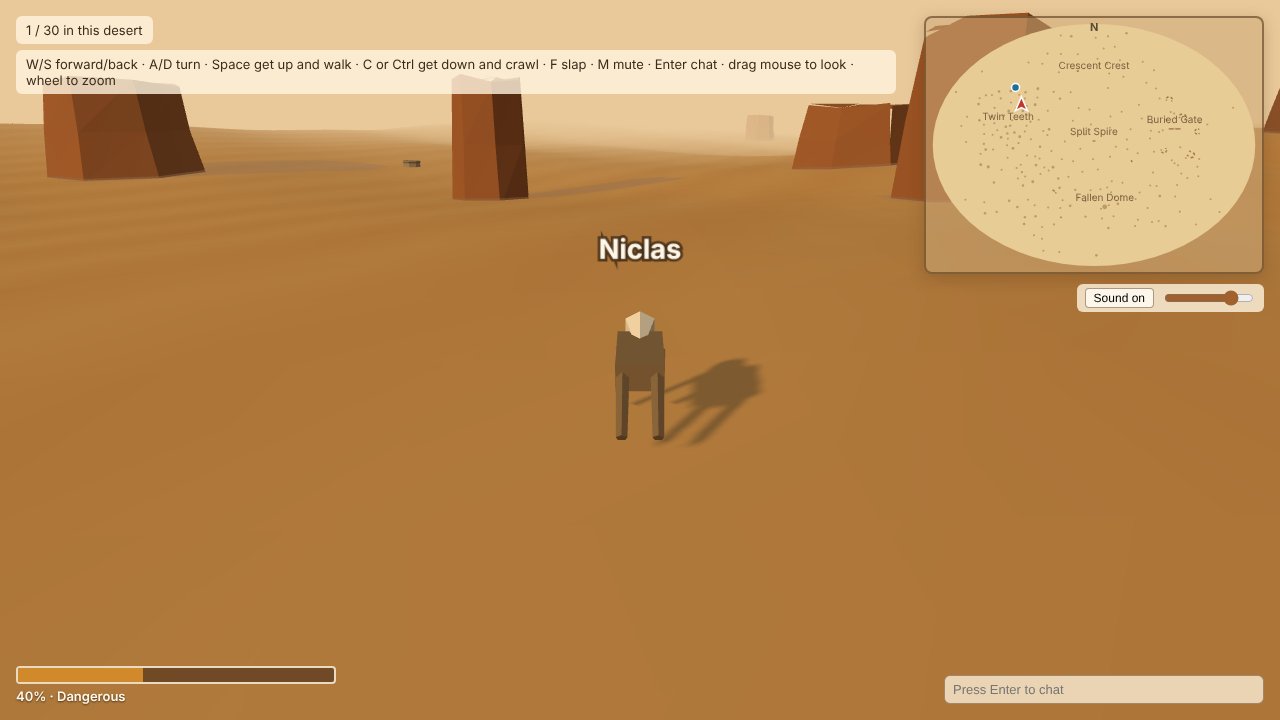 1 / 30 in this desert
W/S forward/back · A/D turn · Space get up and walk · C or Ctrl get down and crawl · F slap · M mute · Enter chat · drag mouse to look ·
wheel to zoom
N
Crescent Crest
Twin Teeth
Buried Gate
Split Spire
Fallen Dome
Sound on
Niclas
40% · Dangerous
Press Enter to chat